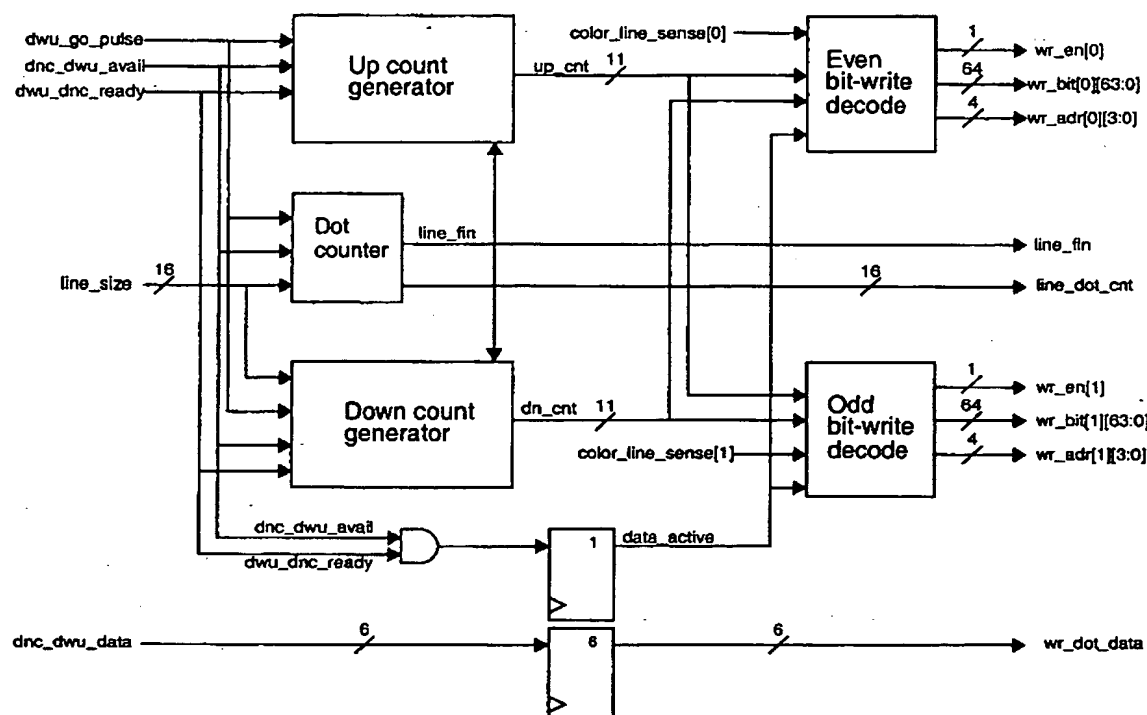 dwu_go_pulse
dnc_dwu_avail
dwu_dnc_ready
Up count
generator
up_cnt
11
color_line_sense[0]
Even
bit-write
decode
1
wr_en[0]
64
wr_bit[0][63:0]
4
wr_adr[0][3:0]
line_size
16
Dot
counter
line_fin
line_fin
16
line_dot_cnt
Down count
generator
dn_cnt
11
color_line_sense[1]
Odd
bit-write
decode
1
wr_en[1]
64
wr_bit[1][63:0]
4
wr_adr[1][3:0]
dnc_dwu_avail
dwu_dnc_ready
1
data_active
dnc_dwu_data
6
6
6
wr_dot_data